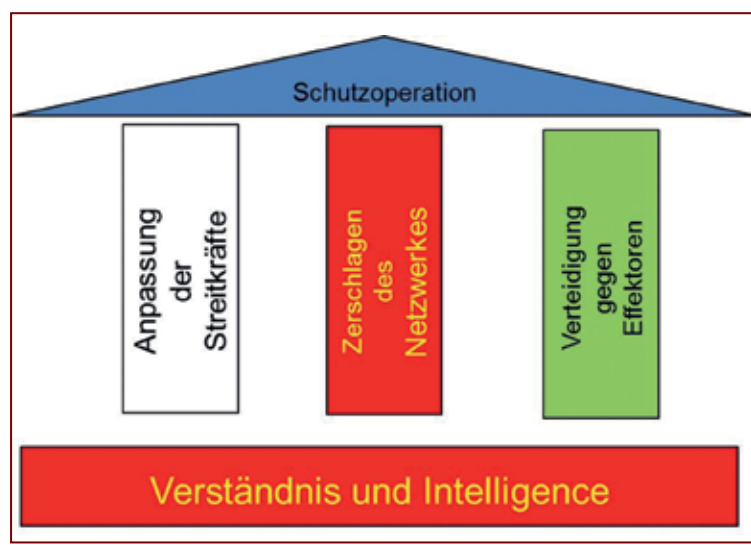 Schutzoperation
Anpassung
der
Streitkräfte
Zerschlagen
des
Netzwerkes
Verteidigung
gegen
Effektoren
Verständnis und Intelligence